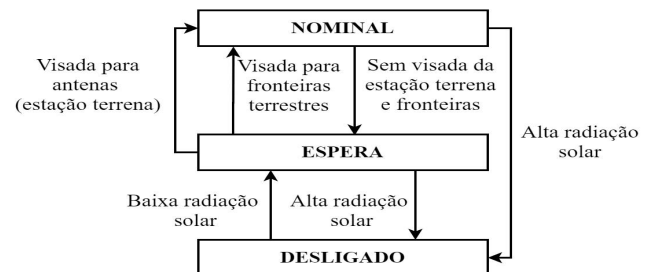 NOMINAL
Visada para
antenas
(estação terrena)
Visada para
fronteiras
terrestres
Sem visada da
estação terrena
e fronteiras
Alta radiação
solar
ESPERA
Baixa radiação
solar
Alta radiação
solar
DESLIGADO